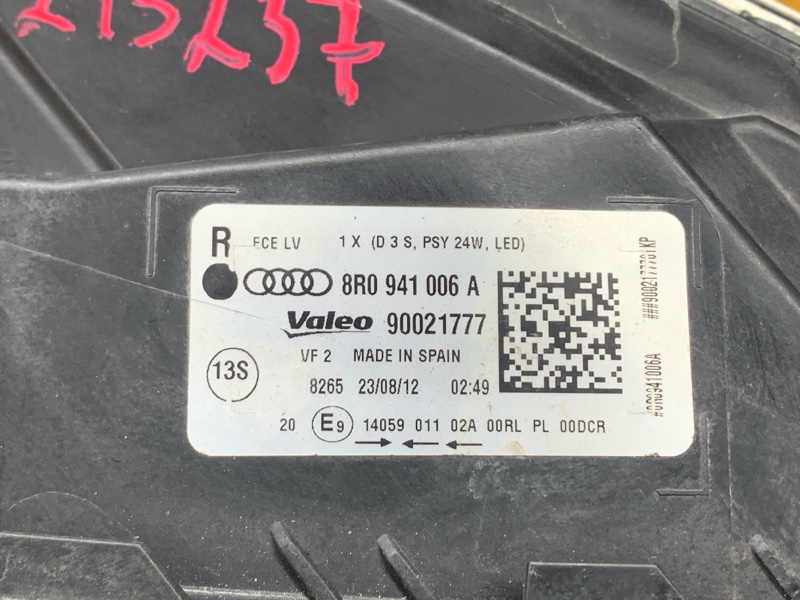 R ECE LV 1 X (D 3 S, PSY 24W, LED)
8R0 941 006 A
Valeo 90021777
VF 2 MADE IN SPAIN
13S
8265 23/08/12 02:49
20 E9 14059 011 02A 00RL PL 00DCR
#8R0941006A